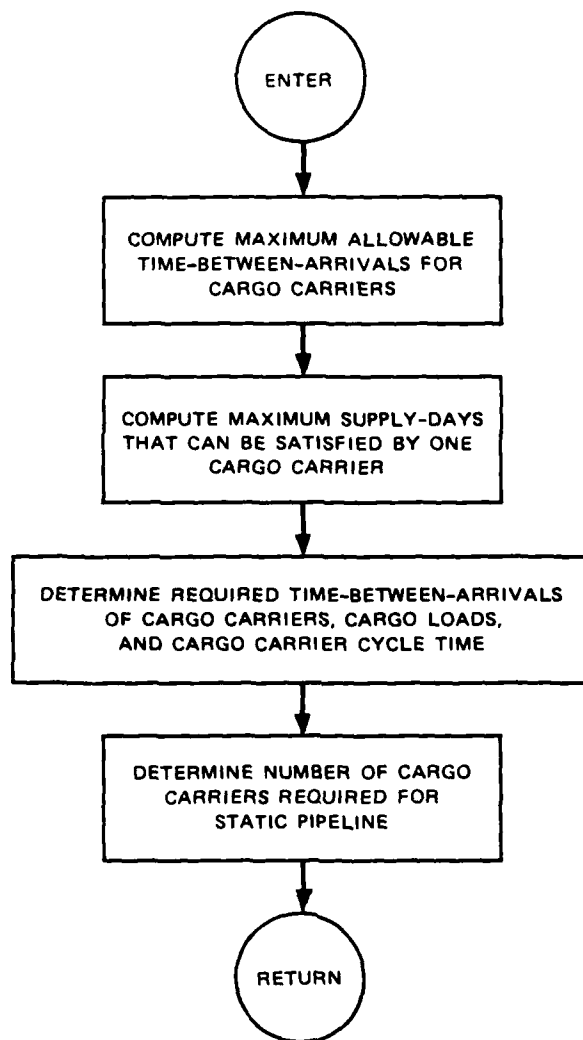 ENTER
COMPUTE MAXIMUM ALLOWABLE
TIME-BETWEEN-ARRIVALS FOR
CARGO CARRIERS
COMPUTE MAXIMUM SUPPLY-DAYS
THAT CAN BE SATISFIED BY ONE
CARGO CARRIER
DETERMINE REQUIRED TIME-BETWEEN-ARRIVALS
OF CARGO CARRIERS, CARGO LOADS,
AND CARGO CARRIER CYCLE TIME
DETERMINE NUMBER OF CARGO
CARRIERS REQUIRED FOR
STATIC PIPELINE
RETURN